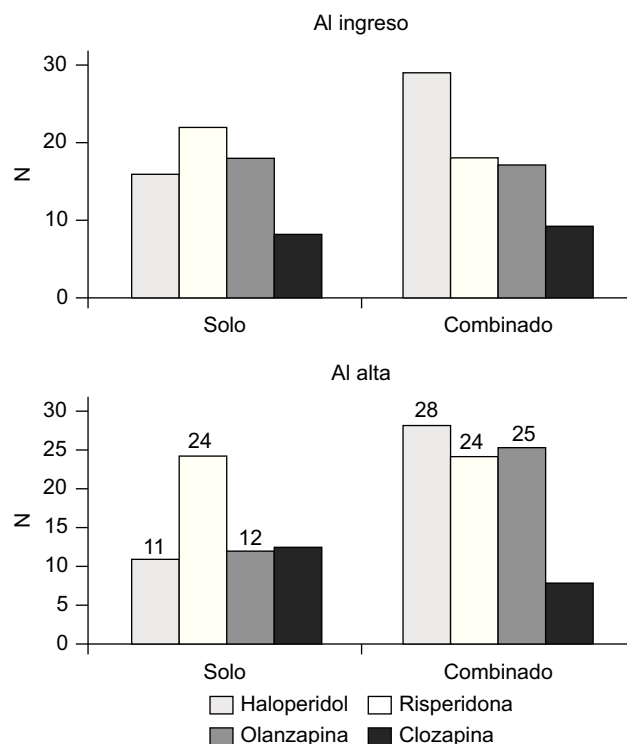 Al ingreso
30
20
10
0
N
Solo Combinado
Al alta
30
25
20
15
10
5
0
N
11 24 12 28 24 25
Solo Combinado
Haloperidol Risperidona
Olanzapina Clozapina